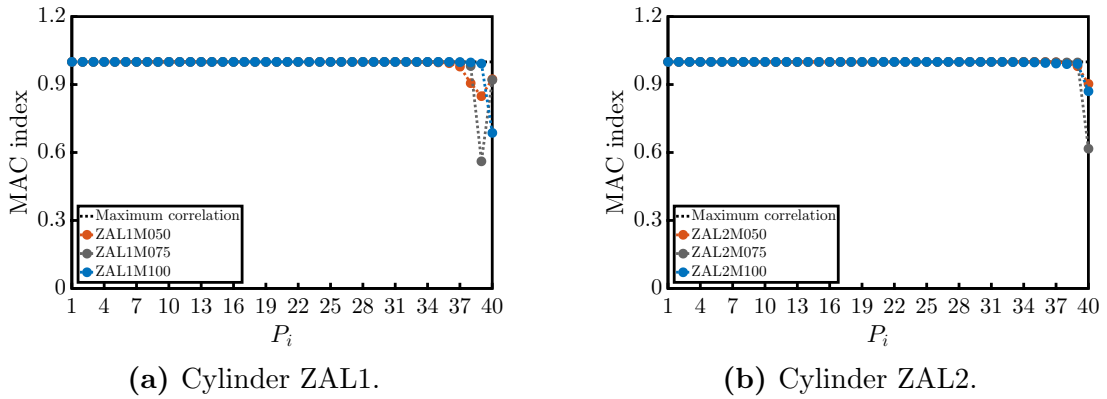 1.2
0.9
0.6
0.3
0
MAC index
Maximum correlation
ZAL1M050
ZAL1M075
ZAL1M100
1 4 7 10 13 16 19 22 25 28 31 34 37 40
P_i
(a) Cylinder ZAL1.
1.2
0.9
0.6
0.3
0
MAC index
Maximum correlation
ZAL2M050
ZAL2M075
ZAL2M100
1 4 7 10 13 16 19 22 25 28 31 34 37 40
P_i
(b) Cylinder ZAL2.